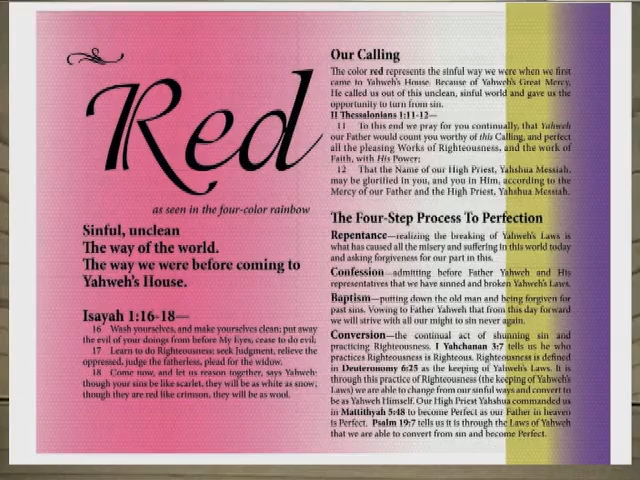 Red
as seen in the four-color rainbow
Sinful, unclean
The way of the world.
The way we were before coming to
Yahweh's House.
Isayah 1:16-18—
16 Wash yourselves, and make yourselves clean; put away
the evil of your doings from before My Eyes, cease to do evil;
17 Learn to do Righteousness; seek Judgment, relieve the
oppressed, judge the fatherless, plead for the widow.
18 Come now, and let us reason together, says Yahweh:
though your sins be like scarlet, they will be as white as snow;
though they are red like crimson, they will be as wool.
Our Calling
The color red represents the sinful way we were when we first
came to Yahweh's House. Because of Yahweh's Great Mercy,
He called us out of this unclean, sinful world and gave us the
opportunity to turn from sin.
II Thessalonians 1:11-12—
11 To this end we pray for you continually, that Yahweh
our Father would count you worthy of this Calling, and perfect
all the pleasing Works of Righteousness, and the work of
Faith, with His Power;
12 That the Name of our High Priest, Yahshua Messiah,
may be glorified in you, and you in Him, according to the
Mercy of our Father and the High Priest, Yahshua Messiah.
The Four-Step Process To Perfection
Repentance—realizing the breaking of Yahweh's Laws is
what has caused all the misery and suffering in this world today
and asking forgiveness for our part in this.
Confession—admitting before Father Yahweh and His
representatives that we have sinned and broken Yahweh's Laws.
Baptism—putting down the old man and being forgiven for
past sins. Vowing to Father Yahweh that from this day forward
we will strive with all our might to sin never again.
Conversion—the continual act of shunning sin and
practicing Righteousness. I Yahchanan 3:7 tells us he who
practices Righteousness is Righteous. Righteousness is defined
in Deuteronomy 6:25 as the keeping of Yahweh's Laws. It is
through this practice of Righteousness (the keeping of Yahweh's
Laws) we are able to change from our sinful ways and convert to
be as Yahweh Himself. Our High Priest Yahshua commanded us
in Mattithyah 5:48 to become Perfect as our Father in heaven
is Perfect. Psalm 19:7 tells us it is through the Laws of Yahweh
that we are able to convert from sin and become Perfect.